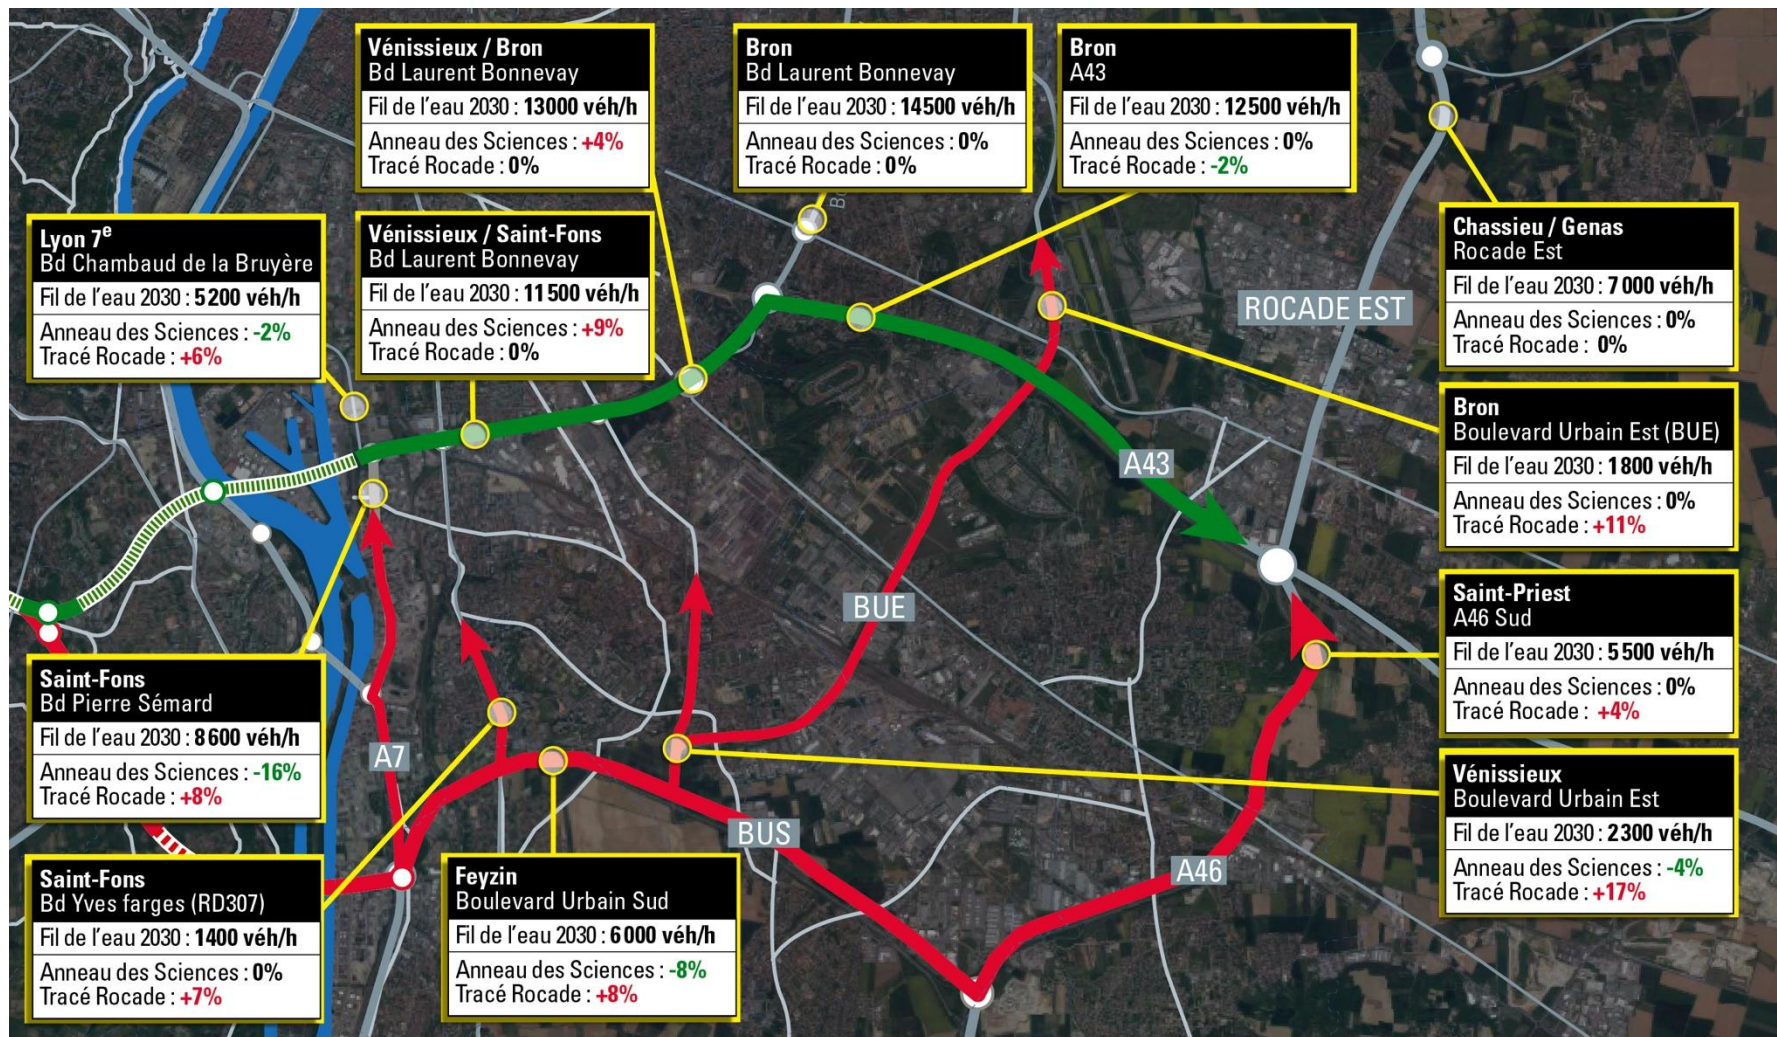 Vénissieux / Bron
Bd Laurent Bonnevay
Fil de l'eau 2030 : 13000 véh/h
Anneau des Sciences : +4%
Tracé Rocade : 0%
Bron
Bd Laurent Bonnevay
Fil de l'eau 2030 : 14500 véh/h
Anneau des Sciences : 0%
Tracé Rocade : 0%
Bron
A43
Fil de l'eau 2030 : 12500 véh/h
Anneau des Sciences : 0%
Tracé Rocade : -2%
Lyon 7e
Bd Chambaud de la Bruyère
Fil de l'eau 2030 : 5200 véh/h
Anneau des Sciences : -2%
Tracé Rocade : +6%
Vénissieux / Saint-Fons
Bd Laurent Bonnevay
Fil de l'eau 2030 : 11500 véh/h
Anneau des Sciences : +9%
Tracé Rocade : 0%
Chassieu / Genas
Rocade Est
Fil de l'eau 2030 : 7000 véh/h
Anneau des Sciences : 0%
Tracé Rocade : 0%
ROCADE EST
Bron
Boulevard Urbain Est (BUE)
Fil de l'eau 2030 : 1800 véh/h
Anneau des Sciences : 0%
Tracé Rocade : +11%
A43
BUE
Saint-Priest
A46 Sud
Fil de l'eau 2030 : 5500 véh/h
Anneau des Sciences : 0%
Tracé Rocade : +4%
Saint-Fons
Bd Pierre Sémard
Fil de l'eau 2030 : 8600 véh/h
Anneau des Sciences : -16%
Tracé Rocade : +8%
A7
BUS
A46
Vénissieux
Boulevard Urbain Est
Fil de l'eau 2030 : 2300 véh/h
Anneau des Sciences : -4%
Tracé Rocade : +17%
Saint-Fons
Bd Yves farges (RD307)
Fil de l'eau 2030 : 1400 véh/h
Anneau des Sciences : 0%
Tracé Rocade : +7%
Feyzin
Boulevard Urbain Sud
Fil de l'eau 2030 : 6000 véh/h
Anneau des Sciences : -8%
Tracé Rocade : +8%